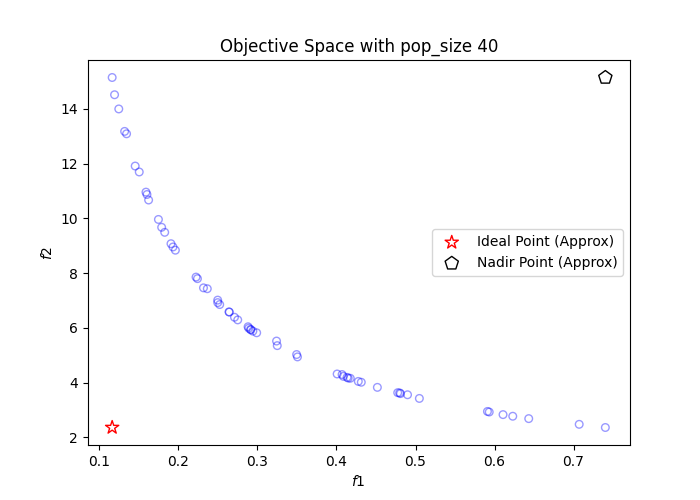 Objective Space with pop_size 40
f2
14
12
10
8
6
4
2
Ideal Point (Approx)
Nadir Point (Approx)
0.1 0.2 0.3 0.4 0.5 0.6 0.7
f1